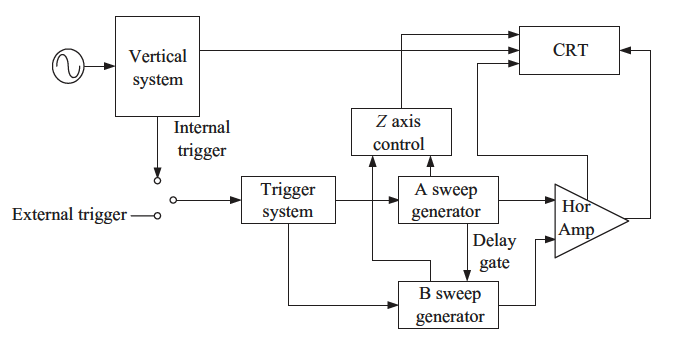 Vertical
system
CRT
Internal
trigger
Z axis
control
External trigger
Trigger
system
A sweep
generator
Hor
Amp
Delay
gate
B sweep
generator